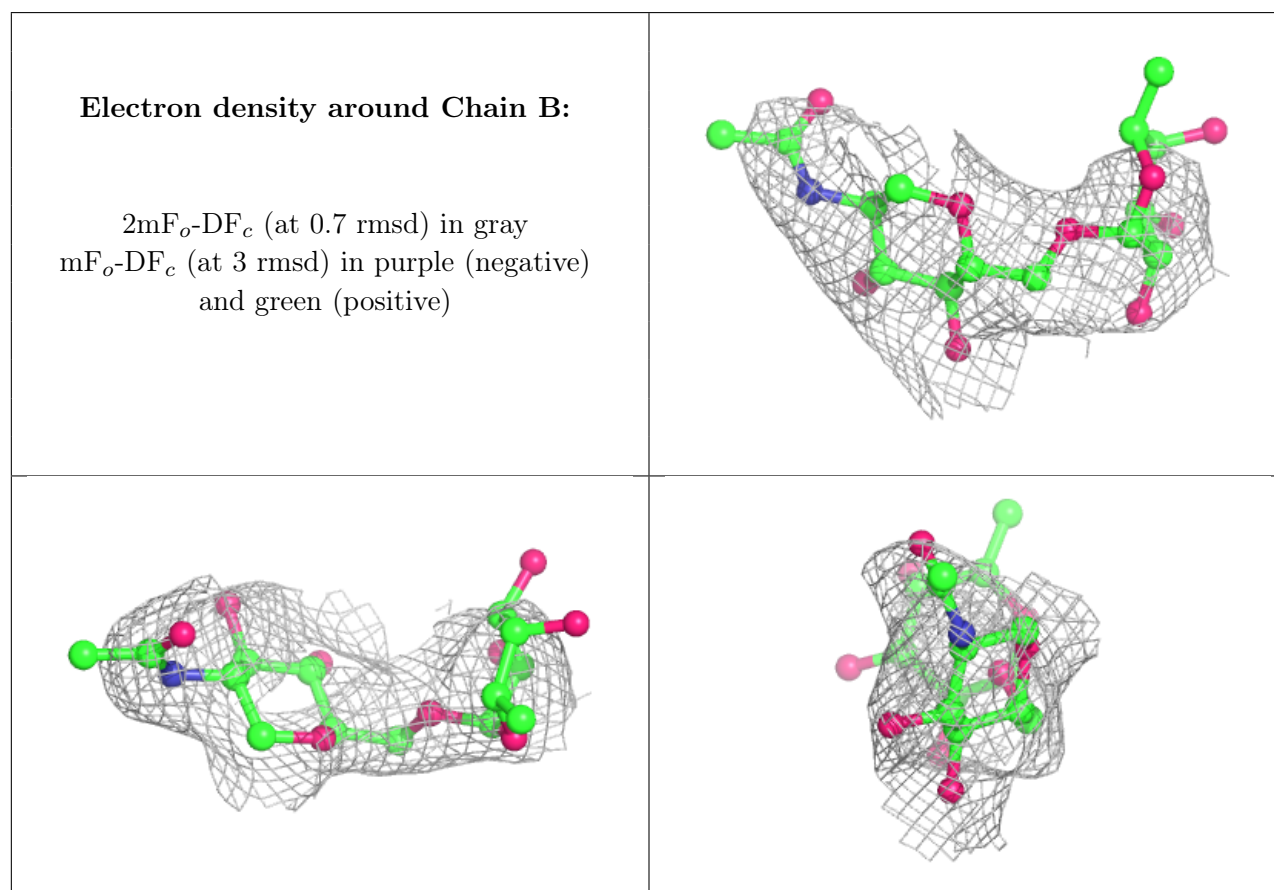 Electron density around Chain B:
2mFₒ-DF𝒸 (at 0.7 rmsd) in gray
mFₒ-DF𝒸 (at 3 rmsd) in purple (negative)
and green (positive)